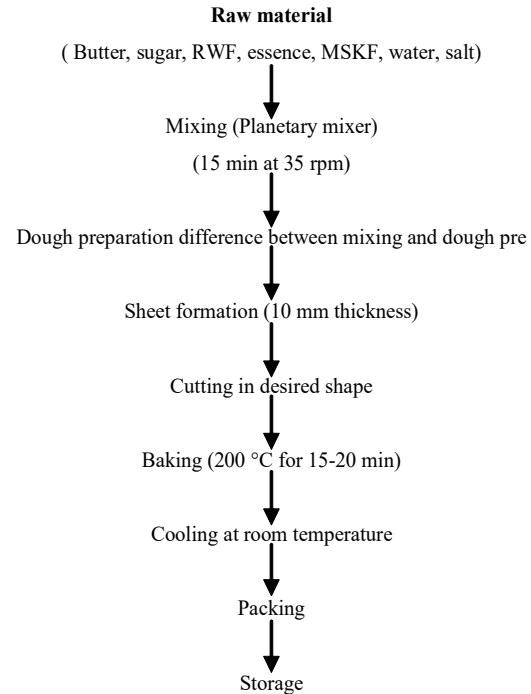 Raw material
( Butter, sugar, RWF, essence, MSKF, water, salt)
Mixing (Planetary mixer)
(15 min at 35 rpm)
Dough preparation difference between mixing and dough pre
Sheet formation (10 mm thickness)
Cutting in desired shape
Baking (200 °C for 15-20 min)
Cooling at room temperature
Packing
Storage